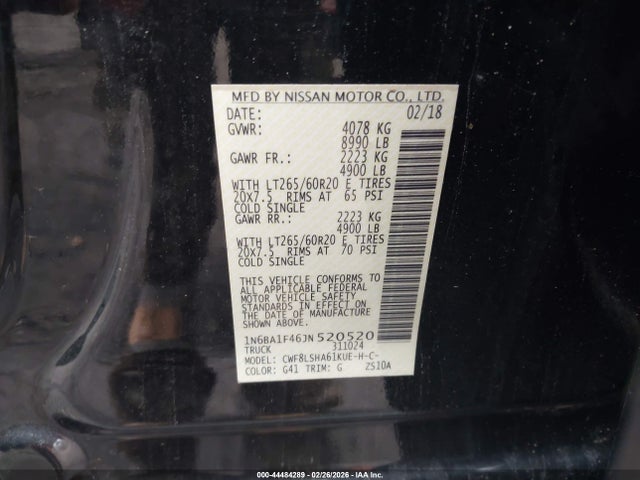 MFD BY NISSAN MOTOR CO., LTD.
DATE: 02/18
GVWR: 4078 KG
8990 LB
GAWR FR.: 2223 KG
4900 LB
WITH LT265/60R20 E TIRES
20X7.5 RIMS AT 65 PSI
COLD SINGLE
GAWR RR.: 2223 KG
4900 LB
WITH LT265/60R20 E TIRES
20X7.5 RIMS AT 70 PSI
COLD SINGLE
THIS VEHICLE CONFORMS TO
ALL APPLICABLE FEDERAL
MOTOR VEHICLE SAFETY
STANDARDS IN EFFECT ON
THE DATE OF MANUFACTURE
SHOWN ABOVE.
1N6BA1F46JN520520
TRUCK 311024
MODEL: CWF8LSHA61KUE-H-C-
COLOR: G41 TRIM: G ZS10A
000-44484289 - 02/26/2026 - IAA Inc.